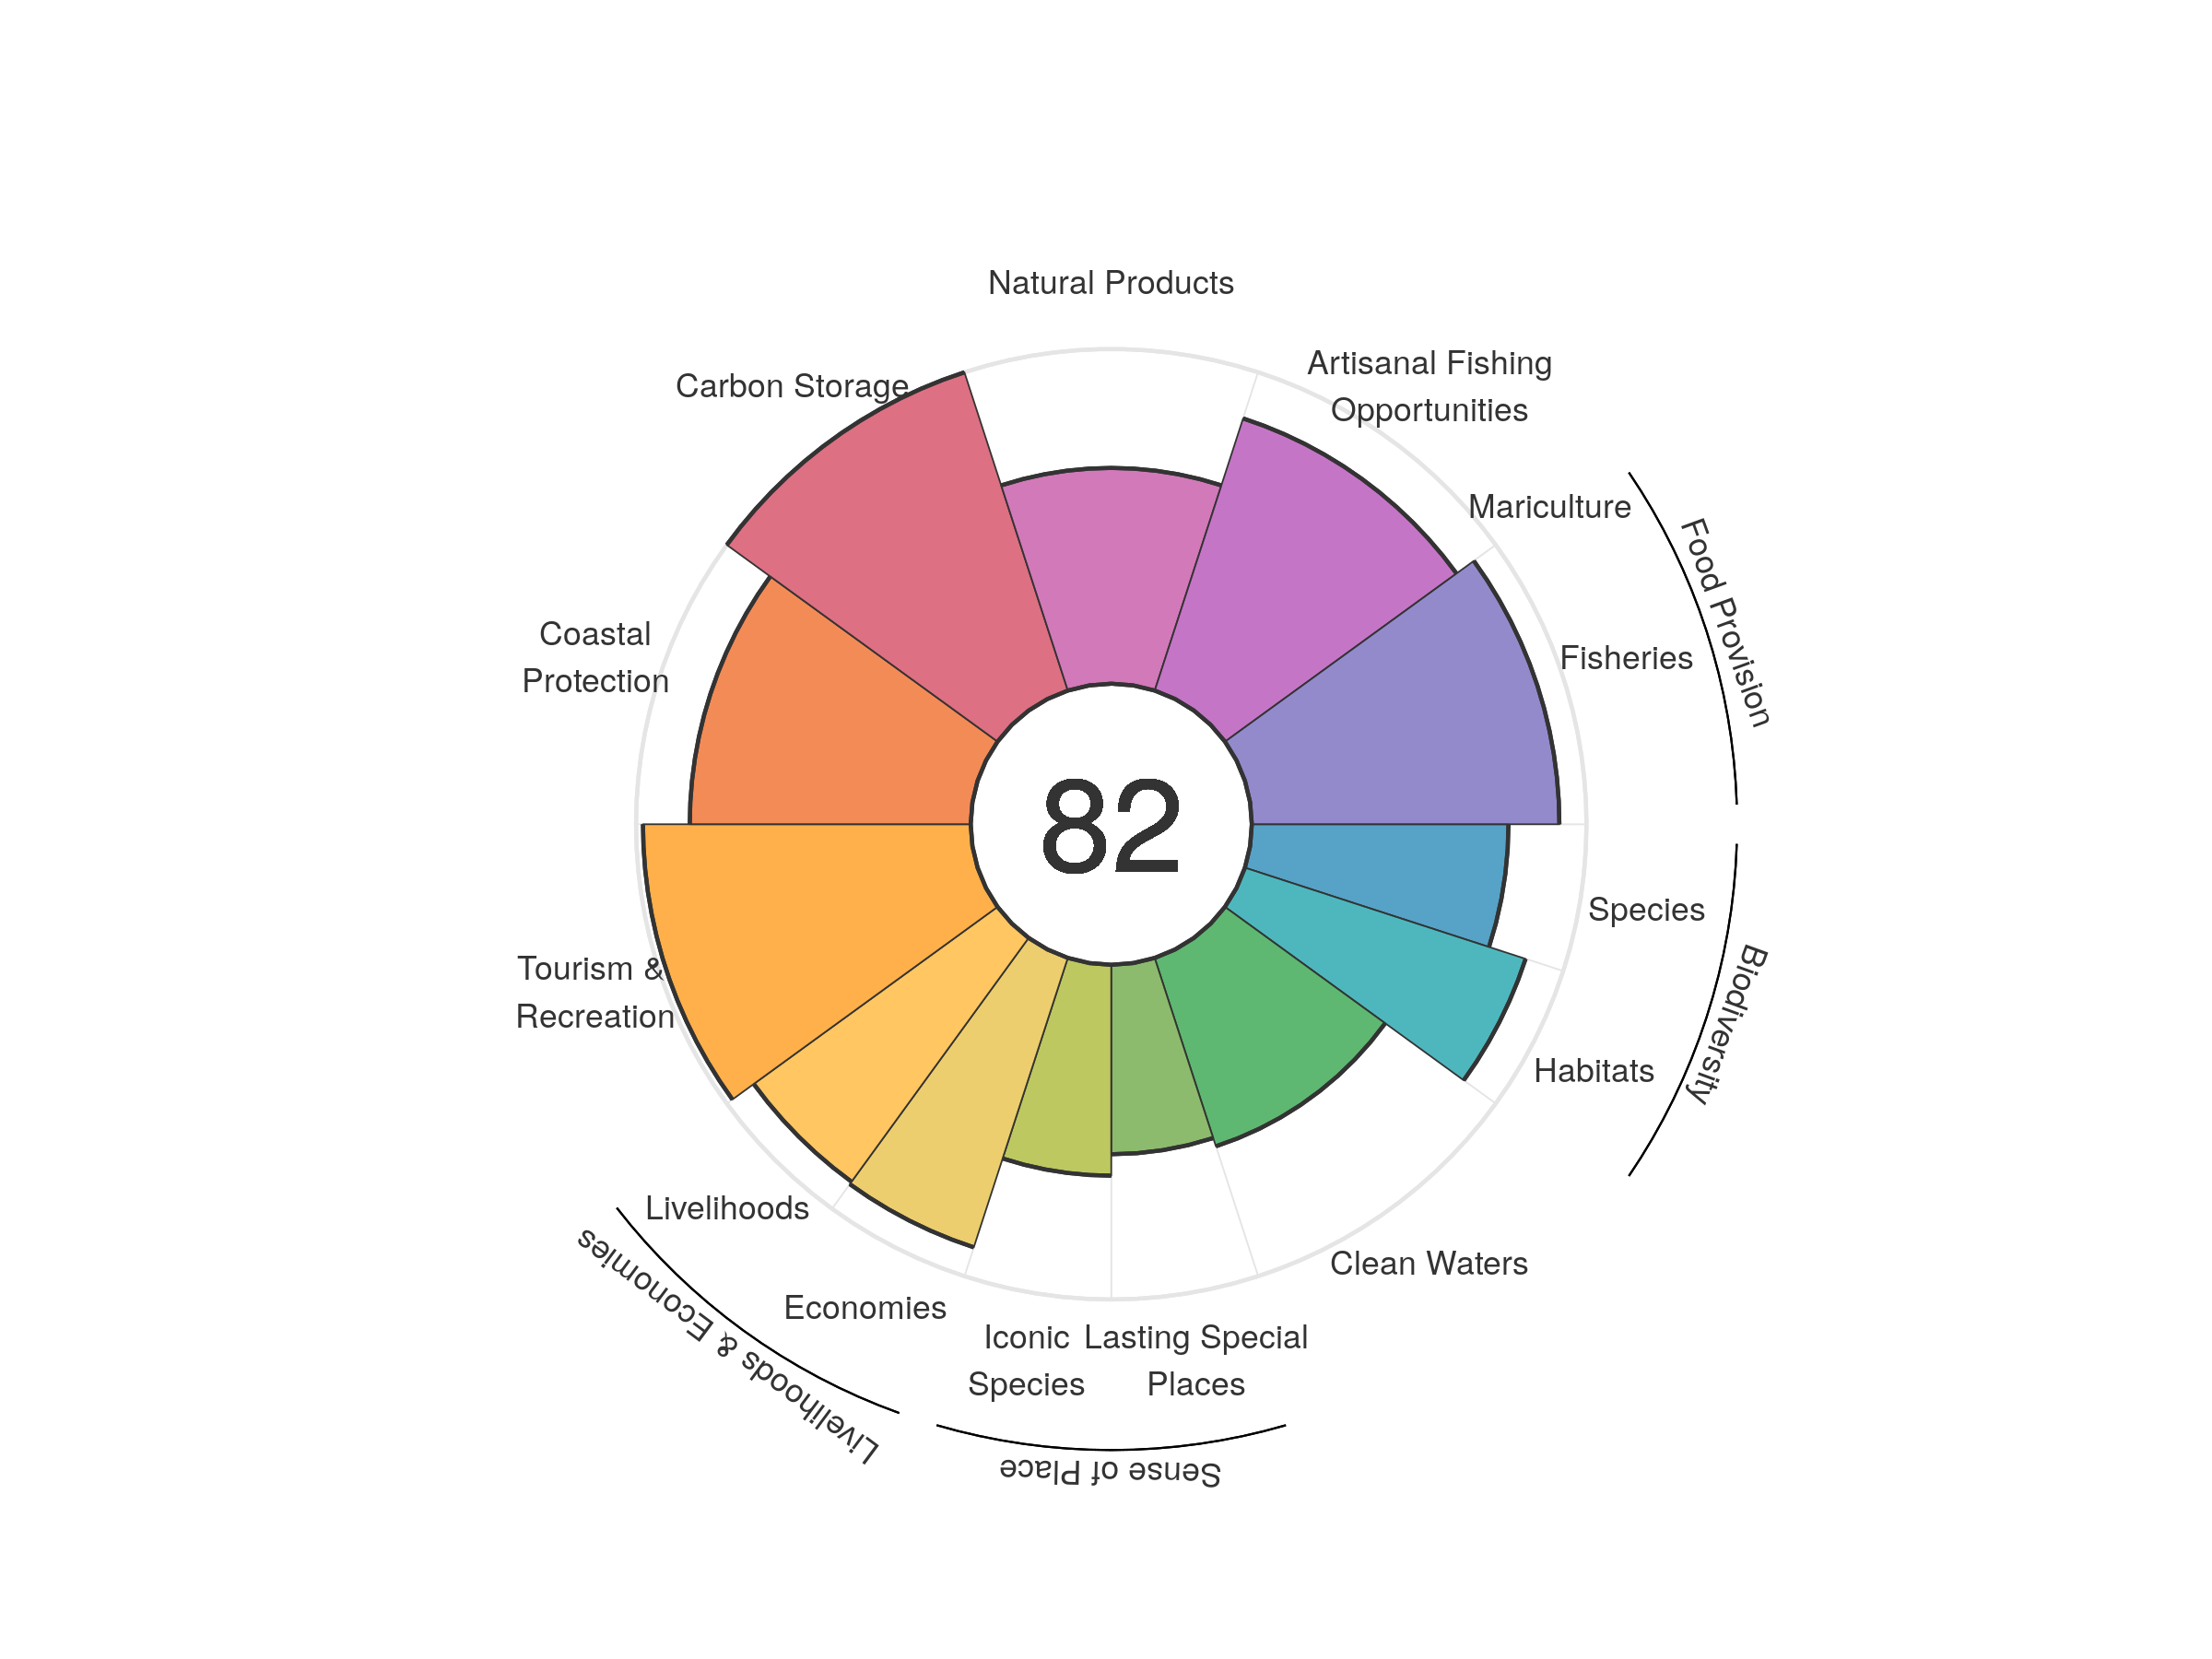 Natural Products
Carbon Storage
Artisanal Fishing
Opportunities
Mariculture
Food Provision
Fisheries
Coastal
Protection
82
Species
Biodiversity
Tourism &
Recreation
Habitats
Livelihoods
Livelihoods & Economies
Clean Waters
Economies
Iconic
Species
Lasting Special
Places
Sense of Place